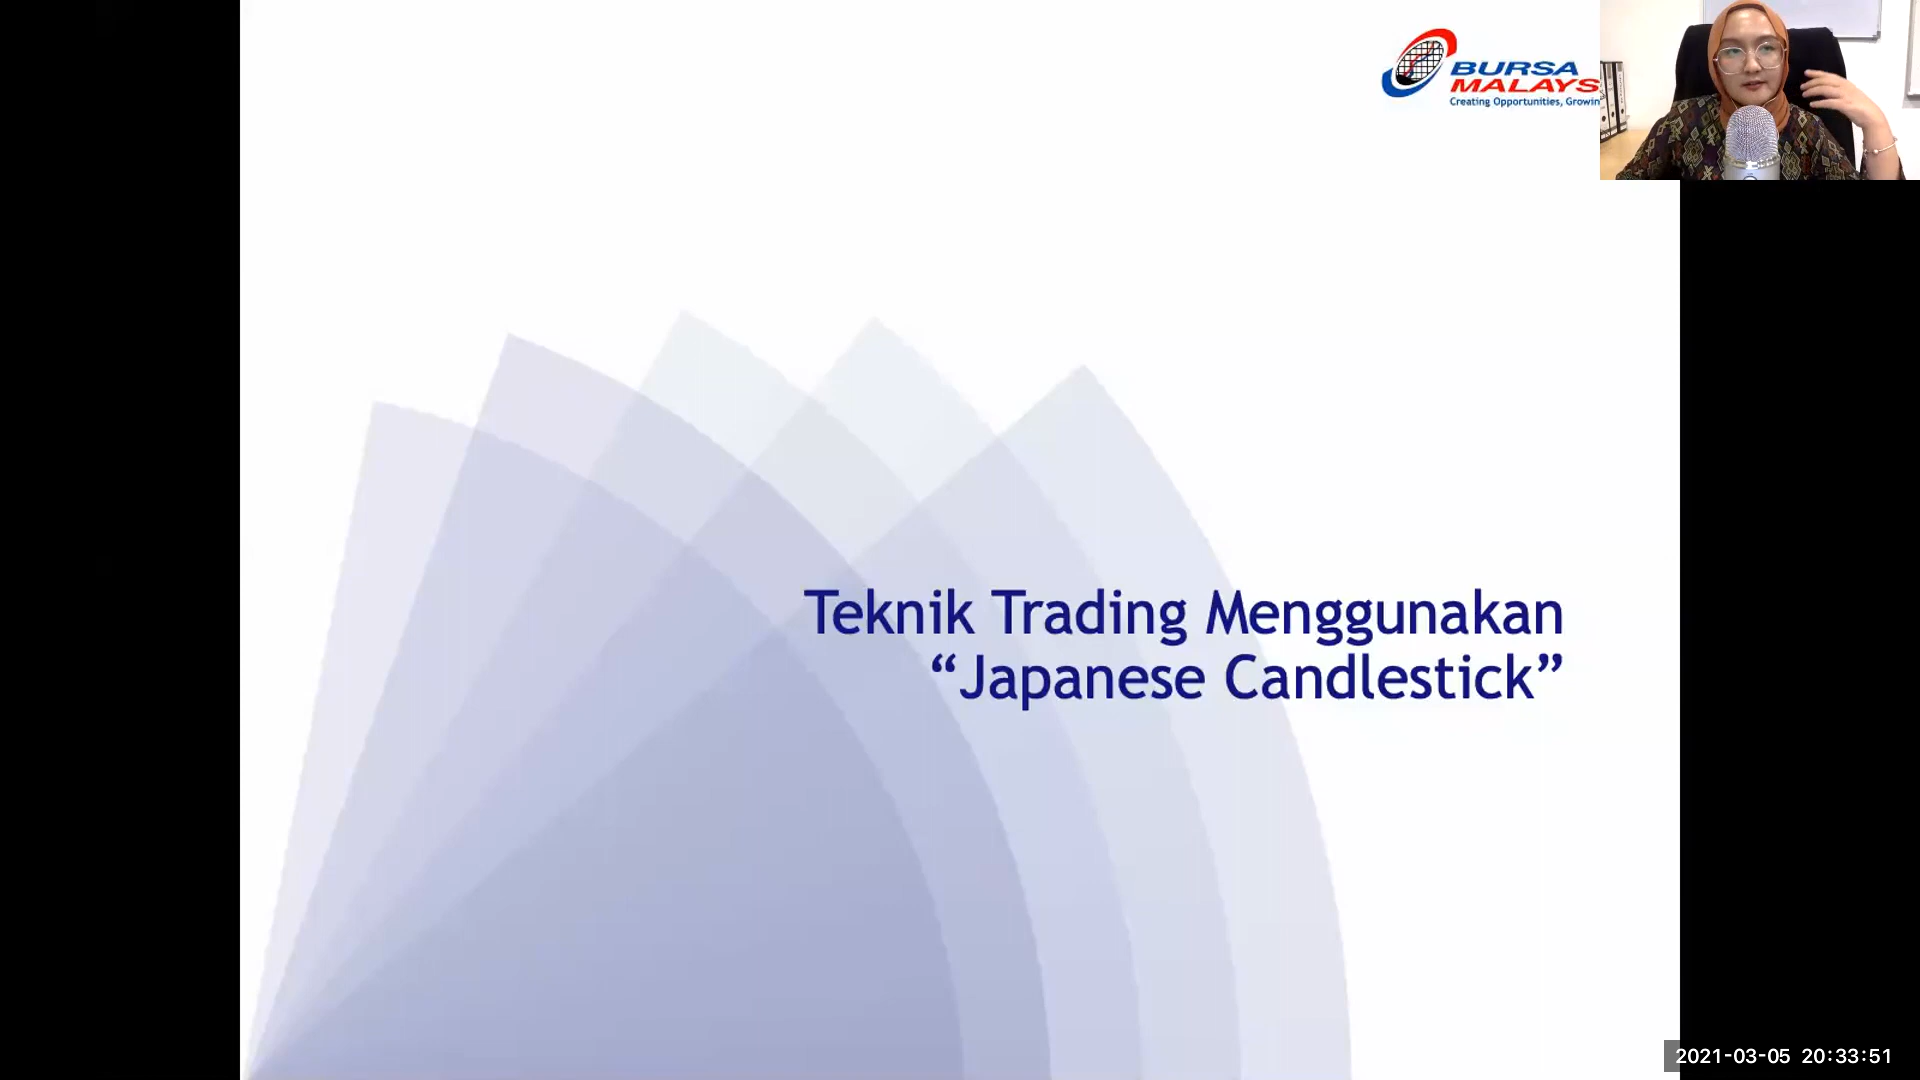 BURSA
MALAYS
Creating Opportunities, Growin
Teknik Trading Menggunakan
“Japanese Candlestick”
2021-03-05 20:33:51